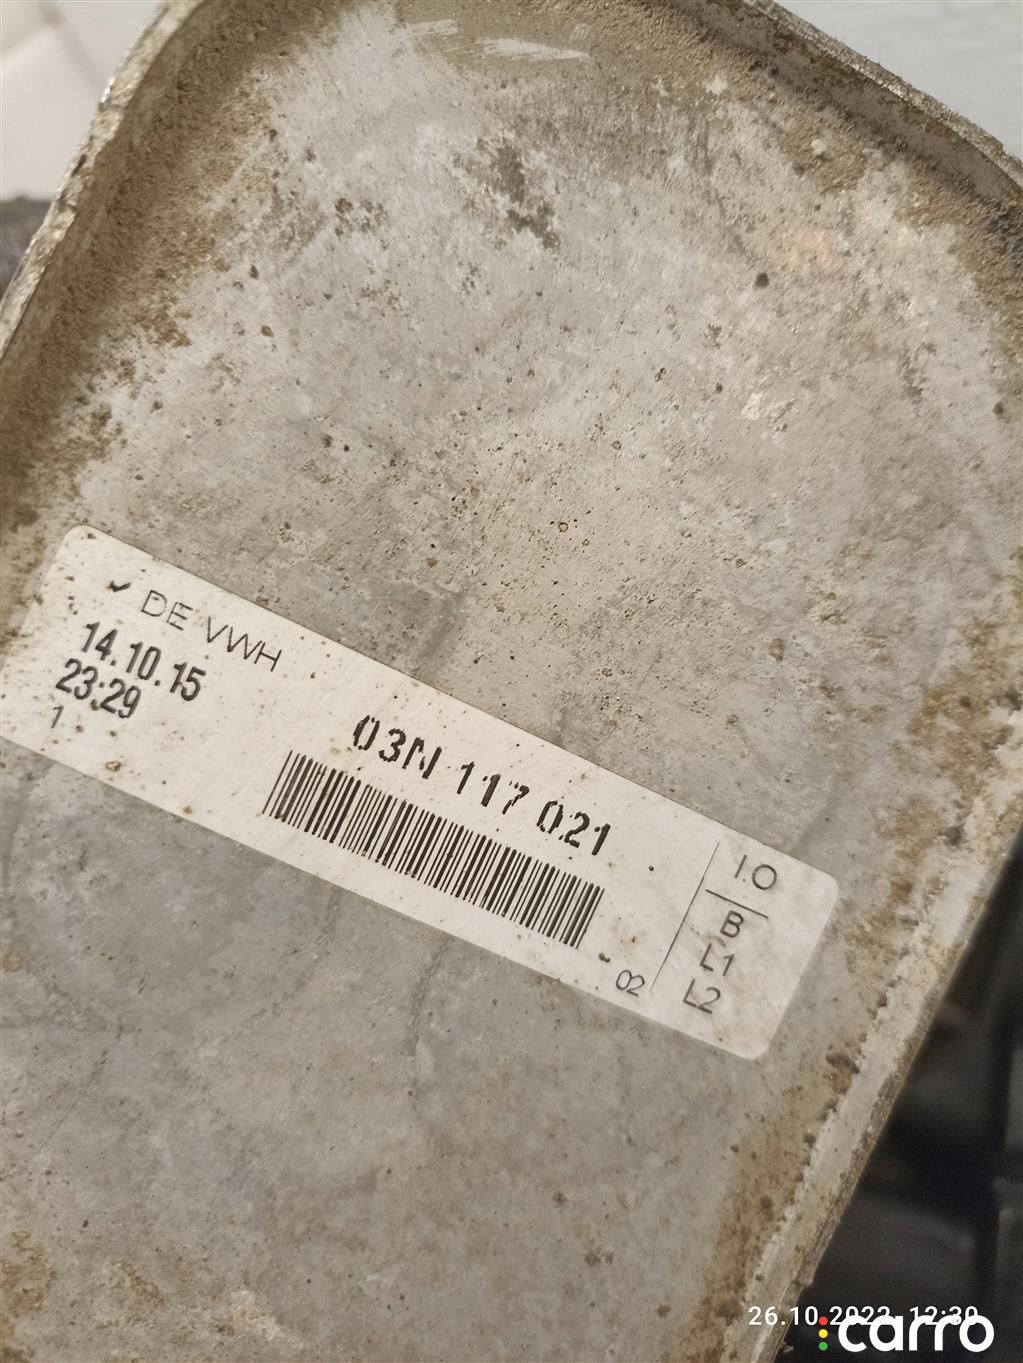 DE VWH
14.10.15
23:29
1
03N 117 021
02
I.O
B
L1
L2
26.10.2022 12:30
carro